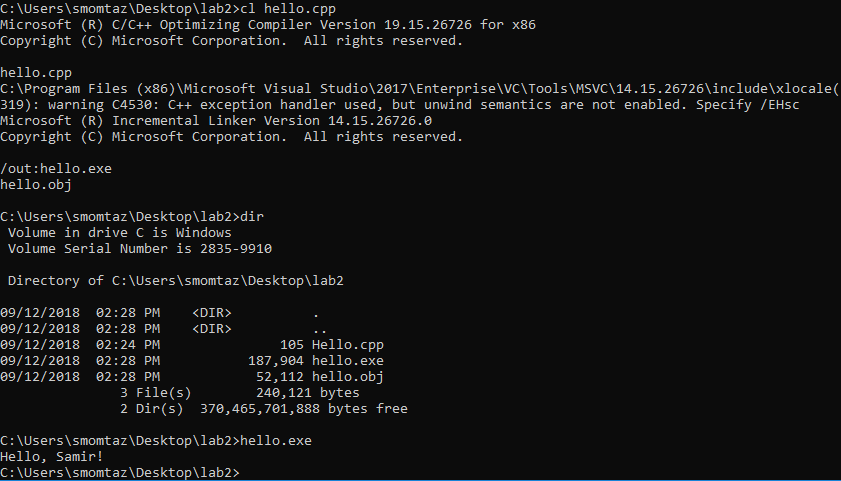 C:\Users\smomtaz\Desktop\lab2>cl hello.cpp
Microsoft (R) C/C++ Optimizing Compiler Version 19.15.26726 for x86
Copyright (C) Microsoft Corporation.  All rights reserved.

hello.cpp
C:\Program Files (x86)\Microsoft Visual Studio\2017\Enterprise\VC\Tools\MSVC\14.15.26726\include\xlocale(
319): warning C4530: C++ exception handler used, but unwind semantics are not enabled. Specify /EHsc
Microsoft (R) Incremental Linker Version 14.15.26726.0
Copyright (C) Microsoft Corporation.  All rights reserved.

/out:hello.exe
hello.obj

C:\Users\smomtaz\Desktop\lab2>dir
 Volume in drive C is Windows
 Volume Serial Number is 2835-9910

 Directory of C:\Users\smomtaz\Desktop\lab2

09/12/2018  02:28 PM    <DIR>          .
09/12/2018  02:28 PM    <DIR>          ..
09/12/2018  02:24 PM               105 Hello.cpp
09/12/2018  02:28 PM           187,904 hello.exe
09/12/2018  02:28 PM            52,112 hello.obj
               3 File(s)        240,121 bytes
               2 Dir(s)  370,465,701,888 bytes free

C:\Users\smomtaz\Desktop\lab2>hello.exe
Hello, Samir!
C:\Users\smomtaz\Desktop\lab2>